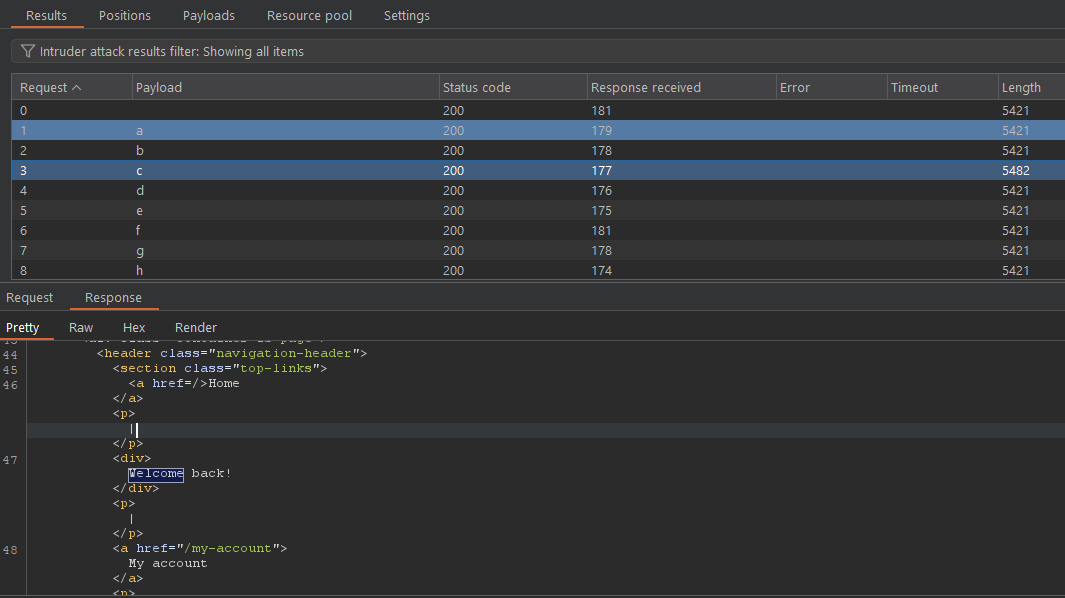 Results Positions Payloads Resource pool Settings
Intruder attack results filter: Showing all items
Request Payload Status code Response received Error Timeout Length
0 200 181 5421
1 a 200 179 5421
2 b 200 178 5421
3 c 200 177 5482
4 d 200 176 5421
5 e 200 175 5421
6 f 200 181 5421
7 g 200 178 5421
8 h 200 174 5421
Request Response
Pretty Raw Hex Render
44 <header class="navigation-header">
45 <section class="top-links">
46 <a href=/>Home
</a>
<p>
|
</p>
47 <div>
Welcome back!
</div>
<p>
|
</p>
48 <a href="/my-account">
My account
</a>
<p>